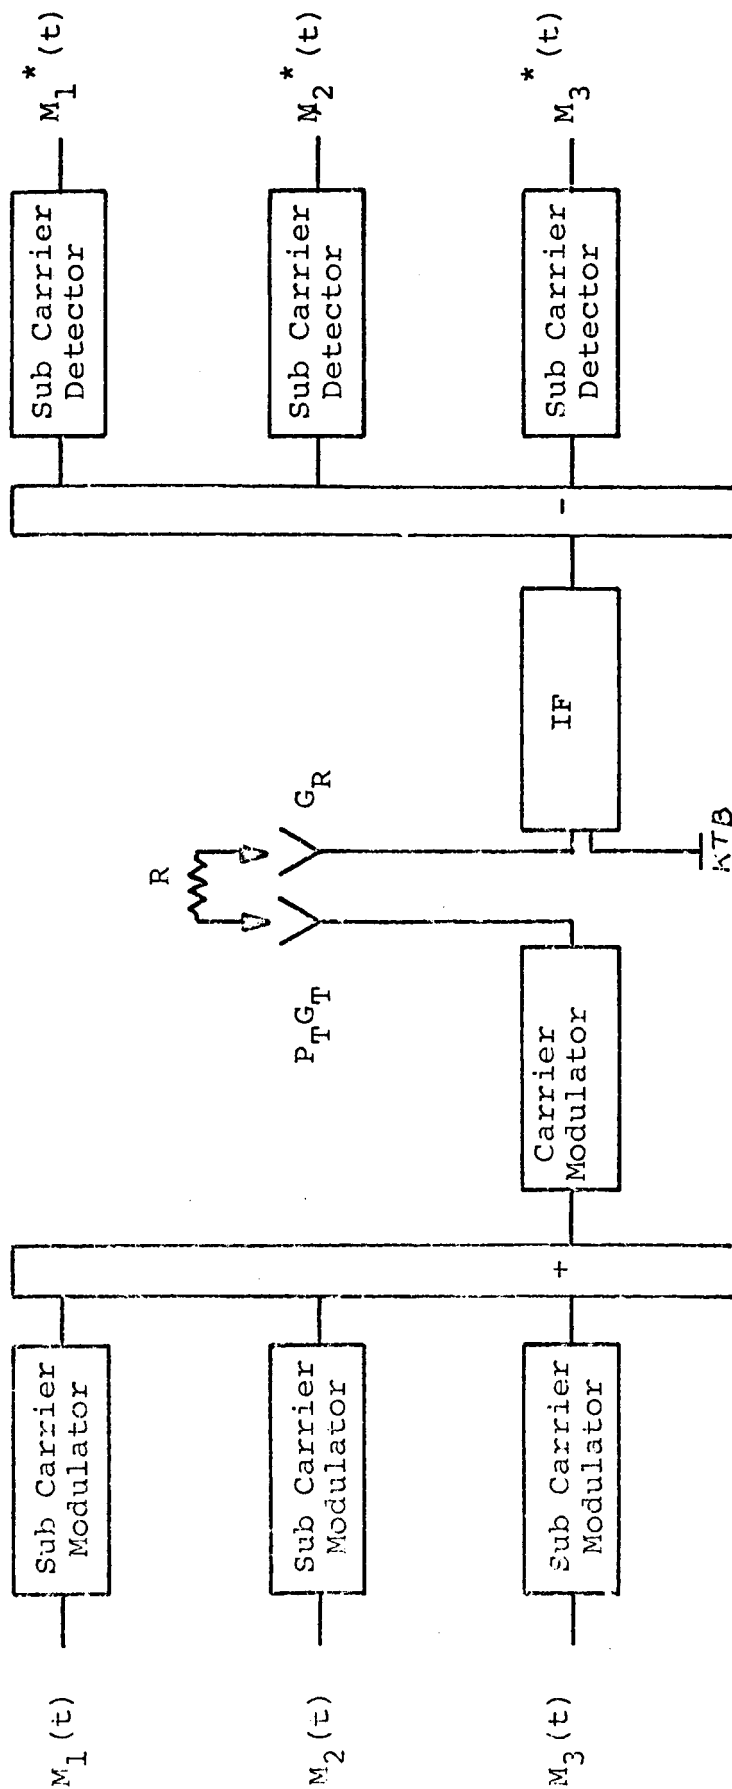 M1(t)
Sub Carrier
Modulator
M2(t)
Sub Carrier
Modulator
M3(t)
Sub Carrier
Modulator
+
Carrier
Modulator
PTGT
R
GR
KTB
IF
-
Sub Carrier
Detector
M1*(t)
Sub Carrier
Detector
M2*(t)
Sub Carrier
Detector
M3*(t)